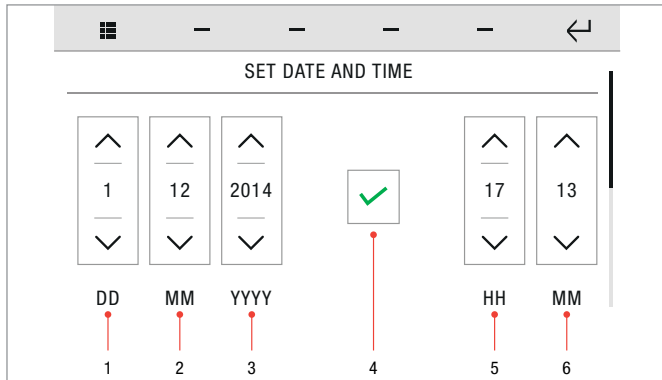 SET DATE AND TIME
1 12 2014 17 13
DD MM YYYY HH MM
1 2 3 4 5 6